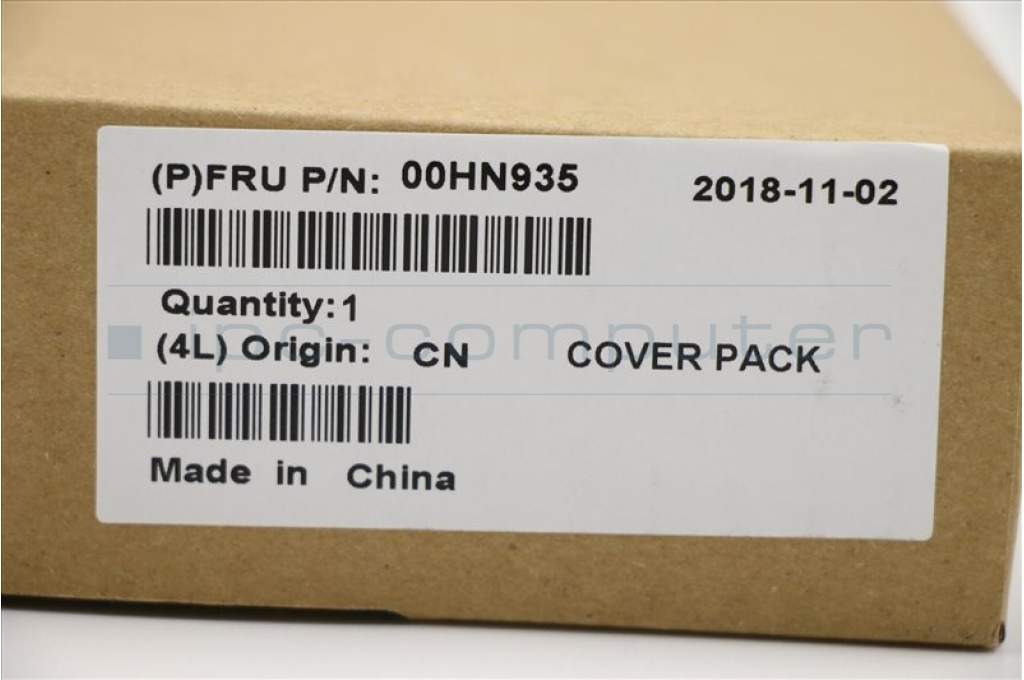 (P)FRU P/N: 00HN935 2018-11-02
Quantity:1
ipc-computer
(4L) Origin: CN COVER PACK
Made in China